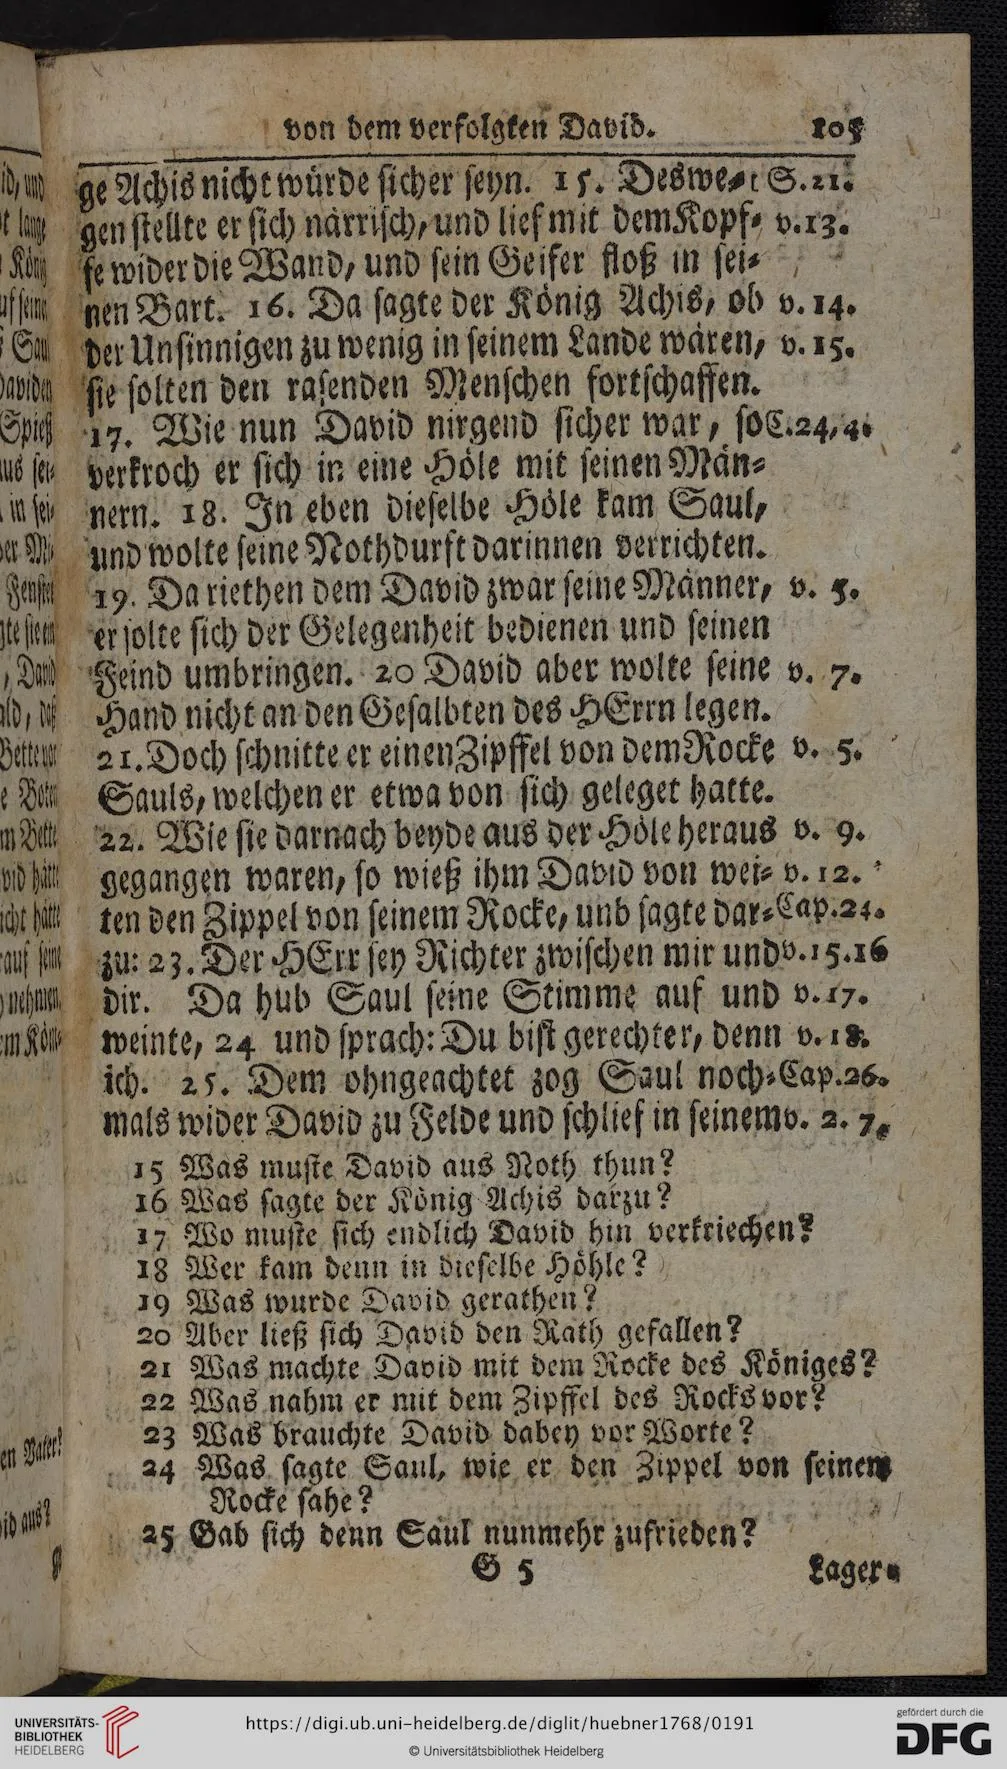 von dem verfolgten David. 105
ge Achis nicht würde sicher seyn. 15. Deswe- 1 S. 21.
gen stellte er sich närrisch, und lief mit dem Kopf- v. 13.
fe wider die Wand, und sein Geifer floß in sei-
nen Bart. 16. Da sagte der König Achis, ob v. 14.
der Unsinnigen zu wenig in seinem Lande wären, v. 15.
sie solten den rasenden Menschen fortschaffen.
17. Wie nun David nirgend sicher war, so C. 24, 4.
verkroch er sich in eine Höle mit seinen Män-
nern. 18. In eben dieselbe Höle kam Saul,
und wolte seine Nothdurft darinnen verrichten.
19. Da riethen dem David zwar seine Männer, v. 5.
er solte sich der Gelegenheit bedienen und seinen
Feind umbringen. 20 David aber wolte seine v. 7.
Hand nicht an den Gesalbten des HErrn legen.
21. Doch schnitte er einen Zipffel von dem Rocke v. 5.
Sauls, welchen er etwa von sich geleget hatte.
22. Wie sie darnach beyde aus der Höle heraus v. 9.
gegangen waren, so wieß ihm David von wei- v. 12.
ten den Zippel von seinem Rocke, unb sagte dar- Cap. 24.
zu: 23. Der HErr sey Richter zwischen mir und v. 15. 16
dir. Da hub Saul seine Stimme auf und v. 17.
weinte, 24 und sprach: Du bist gerechter, denn v. 18.
ich. 25. Dem ohngeachtet zog Saul noch- Cap. 26.
mals wider David zu Felde und schlief in seinem v. 2. 7.
15 Was muste David aus Noth thun?
16 Was sagte der König Achis darzu?
17 Wo muste sich endlich David hin verkriechen?
18 Wer kam denn in dieselbe Höhle?
19 Was wurde David gerathen?
20 Aber ließ sich David den Rath gefallen?
21 Was machte David mit dem Rocke des Königes?
22 Was nahm er mit dem Zipffel des Rocks vor?
23 Was brauchte David dabey vor Worte?
24 Was sagte Saul, wie er den Zippel von seinem
Rocke sahe?
25 Gab sich denn Saul nunmehr zufrieden?
G 5 Lager-
UNIVERSITÄTS-
BIBLIOTHEK
HEIDELBERG
https://digi.ub.uni-heidelberg.de/diglit/huebner1768/0191
© Universitätsbibliothek Heidelberg
gefördert durch die
DFG